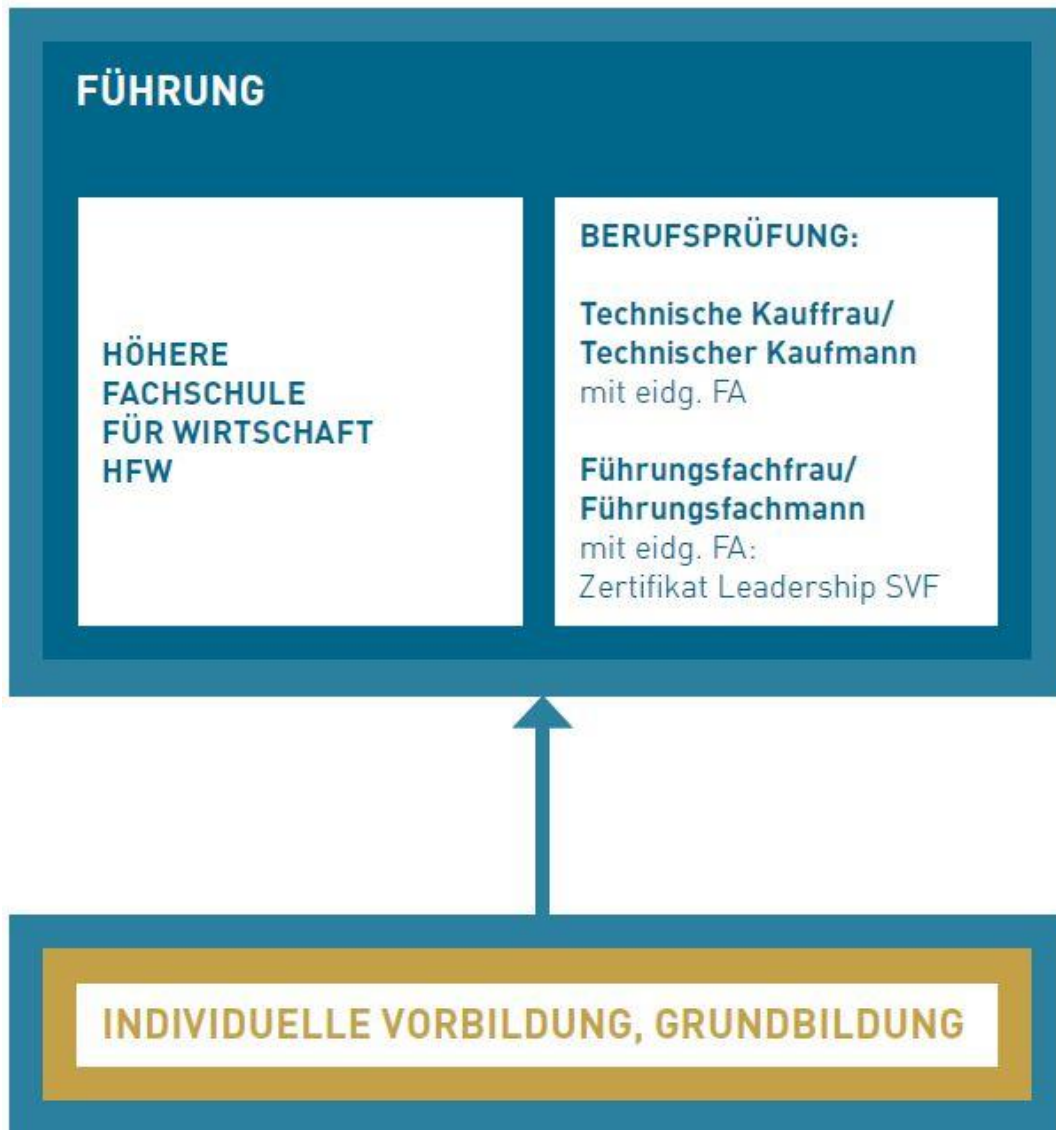 FÜHRUNG
HÖHERE
FACHSCHULE
FÜR WIRTSCHAFT
HFW
BERUFSPRÜFUNG:
Technische Kauffrau/
Technischer Kaufmann
mit eidg. FA
Führungsfachfrau/
Führungsfachmann
mit eidg. FA:
Zertifikat Leadership SVF
INDIVIDUELLE VORBILDUNG, GRUNDBILDUNG